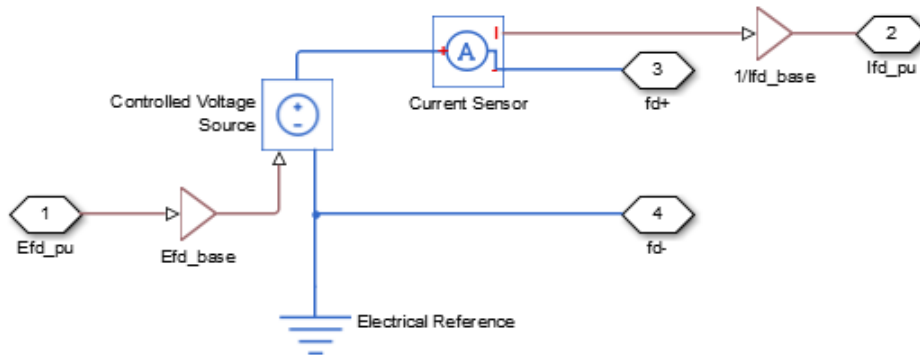 I
2
A
Ifd_pu
1/Ifd_base
3
Controlled Voltage
Source
Current Sensor
fd+
+
−
1
4
Efd_pu
Efd_base
fd-
Electrical Reference